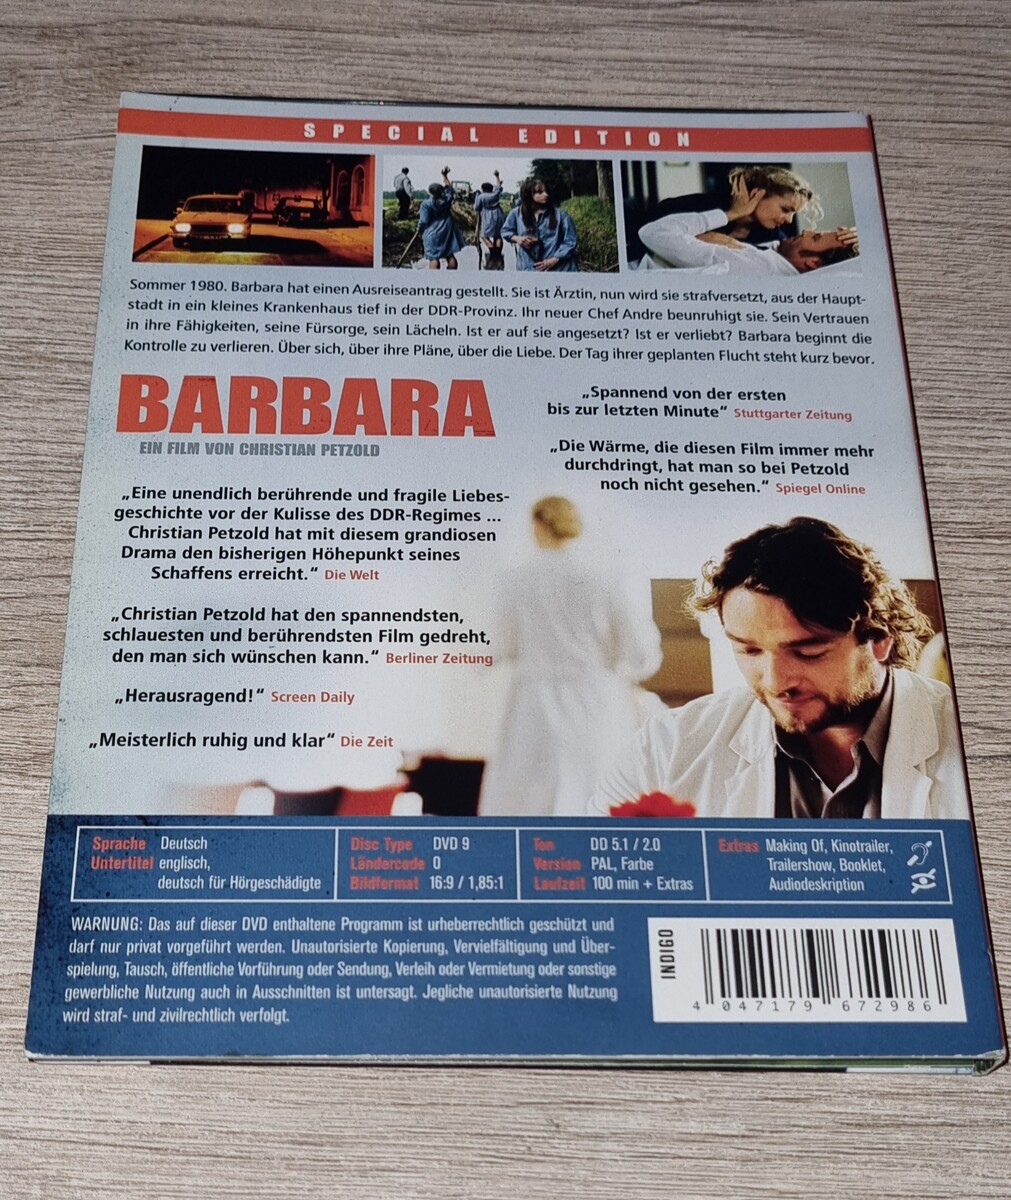 SPECIAL EDITION
Sommer 1980. Barbara hat einen Ausreiseantrag gestellt. Sie ist Ärztin, nun wird sie strafversetzt, aus der Haupt-
stadt in ein kleines Krankenhaus tief in der DDR-Provinz. Ihr neuer Chef Andre beunruhigt sie. Sein Vertrauen
in ihre Fähigkeiten, seine Fürsorge, sein Lächeln. Ist er auf sie angesetzt? Ist er verliebt? Barbara beginnt die
Kontrolle zu verlieren. Über sich, über ihre Pläne, über die Liebe. Der Tag ihrer geplanten Flucht steht kurz bevor.
BARBARA
EIN FILM VON CHRISTIAN PETZOLD
„Spannend von der ersten
bis zur letzten Minute“ Stuttgarter Zeitung
„Die Wärme, die diesen Film immer mehr
durchdringt, hat man so bei Petzold
noch nicht gesehen.“ Spiegel Online
„Eine unendlich berührende und fragile Liebes-
geschichte vor der Kulisse des DDR-Regimes ...
Christian Petzold hat mit diesem grandiosen
Drama den bisherigen Höhepunkt seines
Schaffens erreicht.“ Die Welt
„Christian Petzold hat den spannendsten,
schlauesten und berührendsten Film gedreht,
den man sich wünschen kann.“ Berliner Zeitung
„Herausragend!“ Screen Daily
„Meisterlich ruhig und klar“ Die Zeit
Sprache Deutsch
Untertitel englisch,
deutsch für Hörgeschädigte
Disc Type DVD 9
Ländercode 0
Bildformat 16:9 / 1,85:1
Ton DD 5.1 / 2.0
Version PAL, Farbe
Laufzeit 100 min + Extras
Extras Making Of, Kinotrailer,
Trailershow, Booklet,
Audiodeskription
WARNUNG: Das auf dieser DVD enthaltene Programm ist urheberrechtlich geschützt und
darf nur privat vorgeführt werden. Unautorisierte Kopierung, Vervielfältigung und Über-
spielung, Tausch, öffentliche Vorführung oder Sendung, Verleih oder Vermietung oder sonstige
gewerbliche Nutzung auch in Ausschnitten ist untersagt. Jegliche unautorisierte Nutzung
wird straf- und zivilrechtlich verfolgt.
INDIGO
4 047179 672986